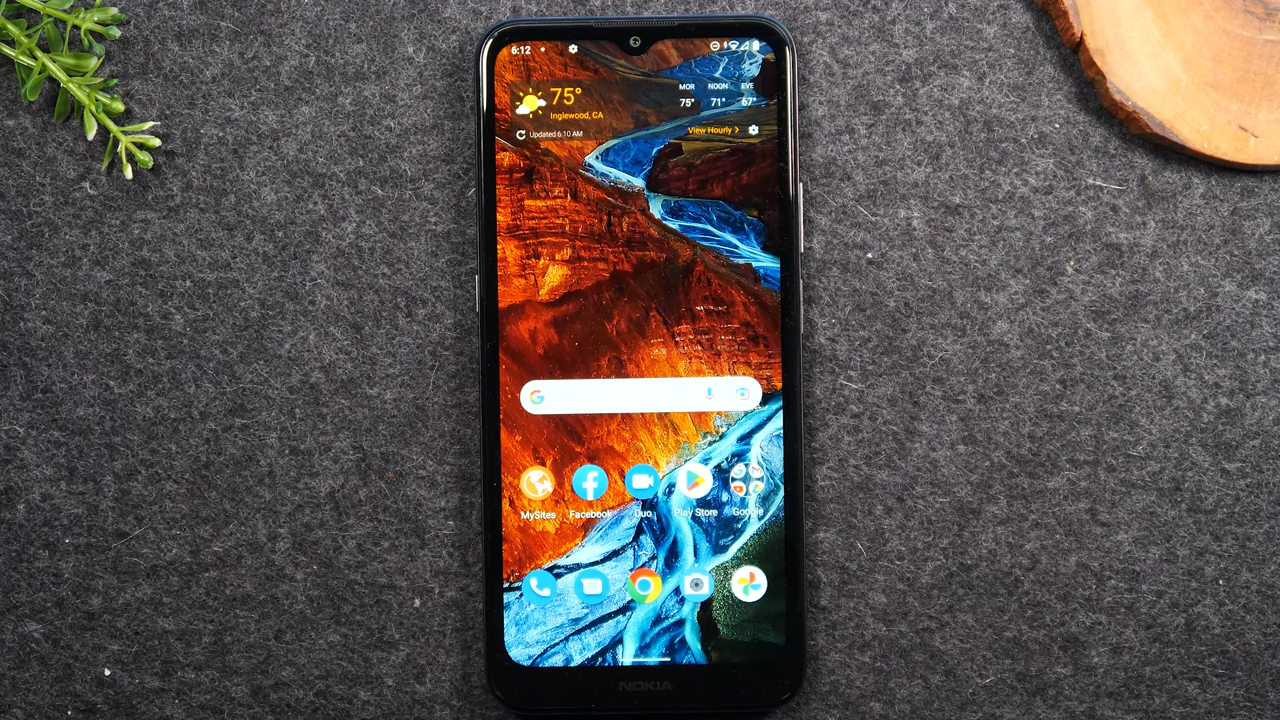 6:12
MOR NOON EVE
75°
75° 71° 67°
Inglewood, CA
Updated 6:10 AM
View Hourly >
MySites Facebook Duo Play Store Google
NOKIA